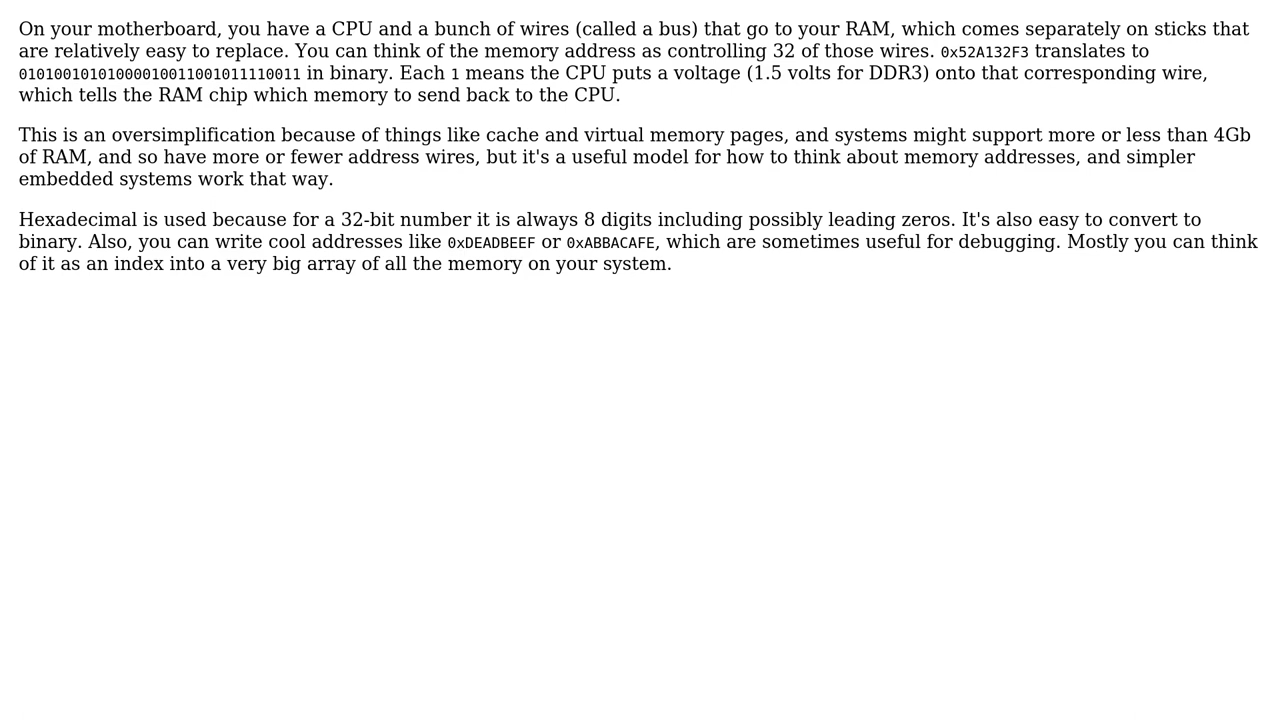 On your motherboard, you have a CPU and a bunch of wires (called a bus) that go to your RAM, which comes separately on sticks that
are relatively easy to replace. You can think of the memory address as controlling 32 of those wires. 0x52A132F3 translates to
01010010101000010011001011110011 in binary. Each 1 means the CPU puts a voltage (1.5 volts for DDR3) onto that corresponding wire,
which tells the RAM chip which memory to send back to the CPU.
This is an oversimplification because of things like cache and virtual memory pages, and systems might support more or less than 4Gb
of RAM, and so have more or fewer address wires, but it's a useful model for how to think about memory addresses, and simpler
embedded systems work that way.
Hexadecimal is used because for a 32-bit number it is always 8 digits including possibly leading zeros. It's also easy to convert to
binary. Also, you can write cool addresses like 0xDEADBEEF or 0xABBACAFE, which are sometimes useful for debugging. Mostly you can think
of it as an index into a very big array of all the memory on your system.